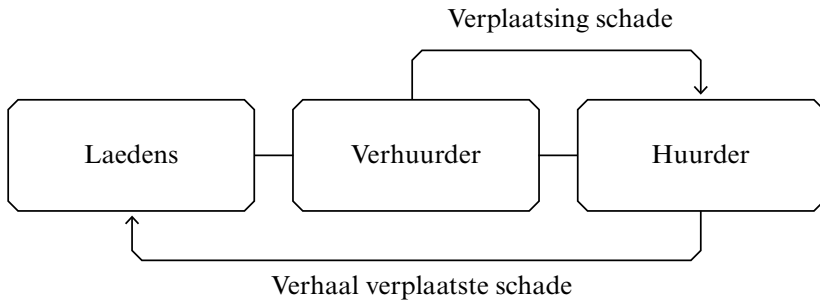 Verplaatsing schade
Laedens
Verhuurder
Huurder
Verhaal verplaatste schade